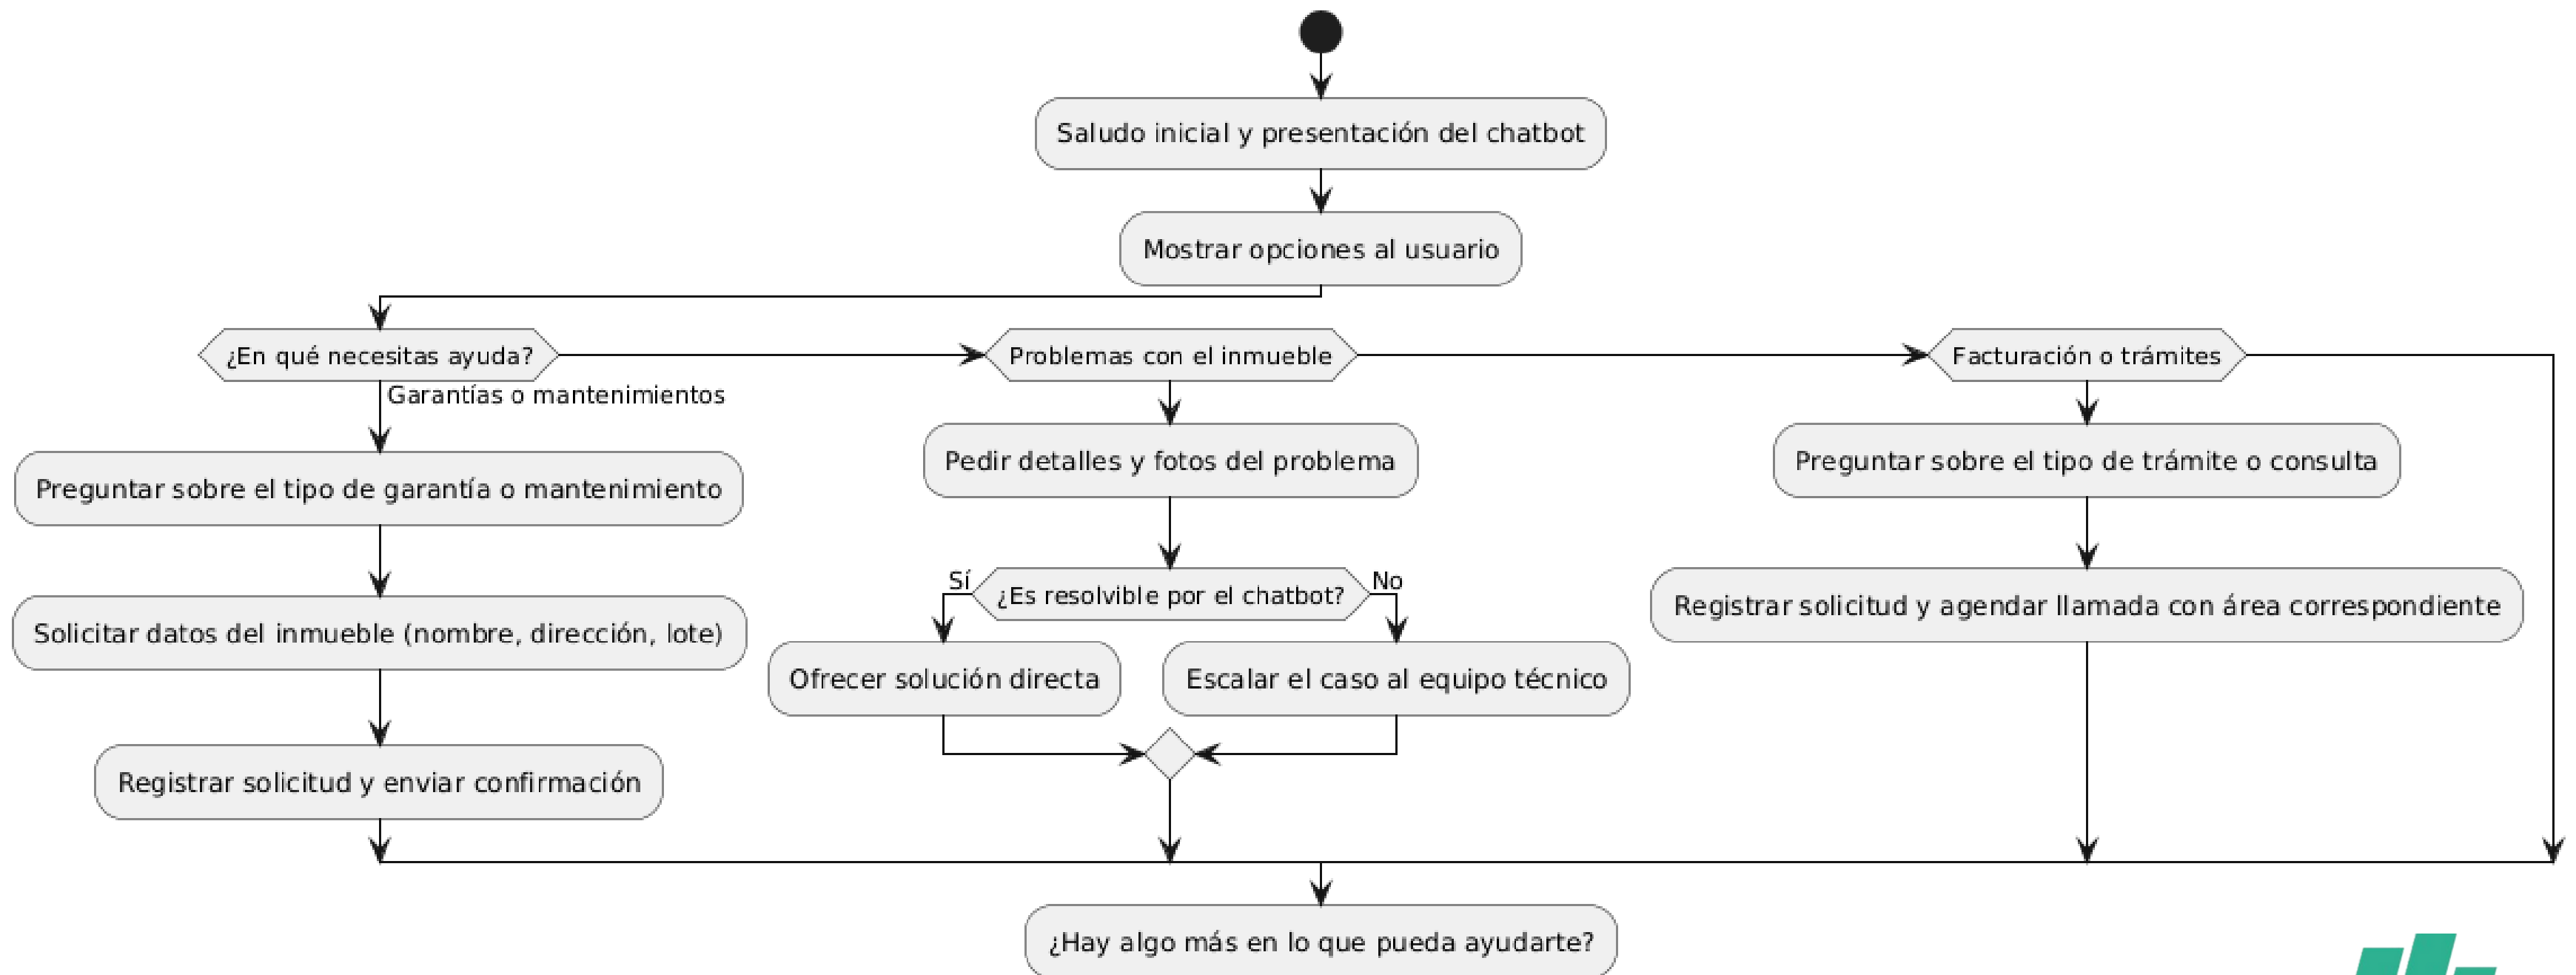 Saludo inicial y presentación del chatbot
Mostrar opciones al usuario
¿En qué necesitas ayuda?
Problemas con el inmueble
Facturación o trámites
Garantías o mantenimientos
Preguntar sobre el tipo de garantía o mantenimiento
Pedir detalles y fotos del problema
Preguntar sobre el tipo de trámite o consulta
Sí
¿Es resolvible por el chatbot?
No
Solicitar datos del inmueble (nombre, dirección, lote)
Registrar solicitud y agendar llamada con área correspondiente
Ofrecer solución directa
Escalar el caso al equipo técnico
Registrar solicitud y enviar confirmación
¿Hay algo más en lo que pueda ayudarte?